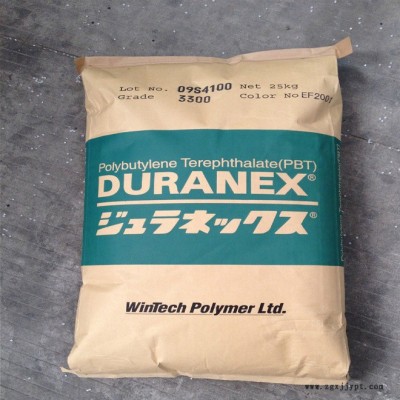 Lot No. 09S4100 Net 25kg
Grade 3300 Color No EF2001
Polybutylene Terephthalate(PBT)
DURANEX®
ジュラネックス®
WinTech Polymer Ltd.
www.zgxjjypt.com